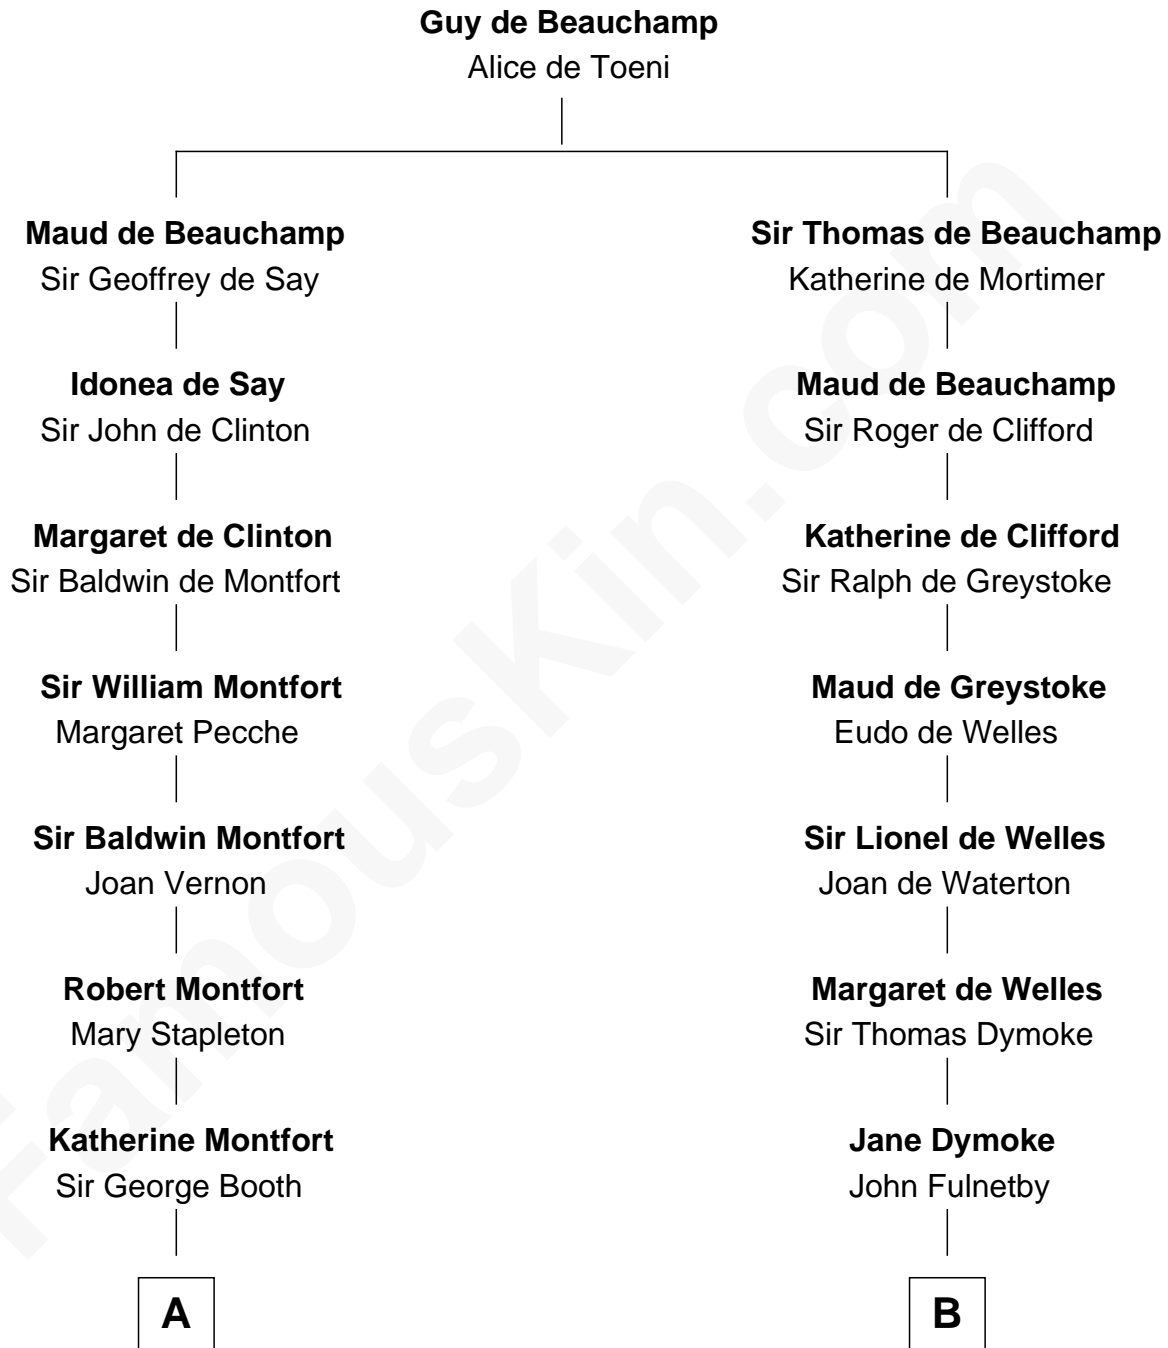 Guy de Beauchamp
Alice de Toeni
Maud de Beauchamp
Sir Geoffrey de Say
Idonea de Say
Sir John de Clinton
Margaret de Clinton
Sir Baldwin de Montfort
Sir William Montfort
Margaret Pecche
Sir Baldwin Montfort
Joan Vernon
Robert Montfort
Mary Stapleton
Katherine Montfort
Sir George Booth
A
Sir Thomas de Beauchamp
Katherine de Mortimer
Maud de Beauchamp
Sir Roger de Clifford
Katherine de Clifford
Sir Ralph de Greystoke
Maud de Greystoke
Eudo de Welles
Sir Lionel de Welles
Joan de Waterton
Margaret de Welles
Sir Thomas Dymoke
Jane Dymoke
John Fulnetby
B
FamousKin.com